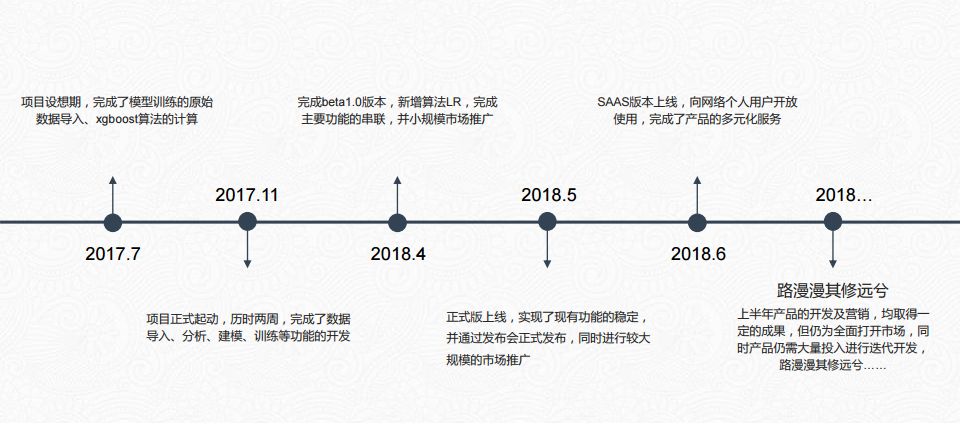 项目设想期，完成了模型训练的原始
数据导入、xgboost算法的计算
2017.7
2017.11
项目正式起动，历时两周，完成了数据
导入、分析、建模、训练等功能的开发
完成beta1.0版本，新增算法LR，完成
主要功能的串联，并小规模市场推广
2018.4
2018.5
正式版上线，实现了现有功能的稳定，
并通过发布会正式发布，同时进行较大
规模的市场推广
SAAS版本上线，向网络个人用户开放
使用，完成了产品的多元化服务
2018.6
2018…
路漫漫其修远兮
上半年产品的开发及营销，均取得一
定的成果，但仍为全面打开市场，同
时产品仍需大量投入进行迭代开发，
路漫漫其修远兮……